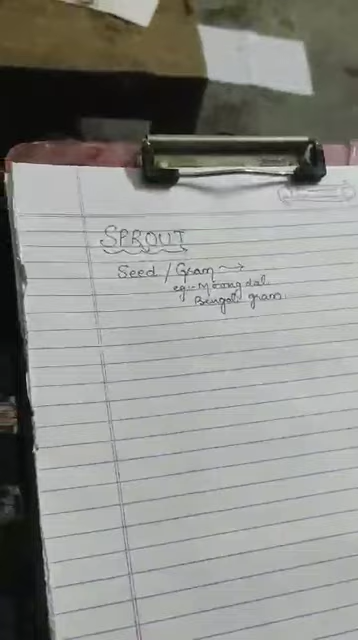 SPROUT
Seed / Gram →
eg:- Moong dal
Bengal gram